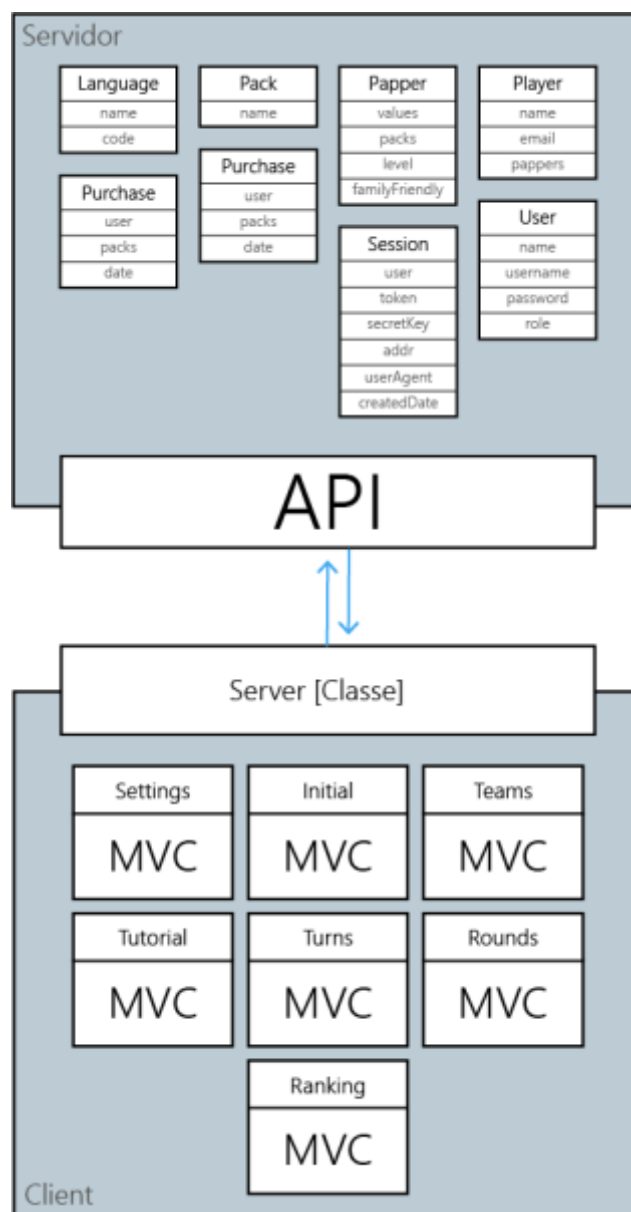 Servidor
Language
name
code
Pack
name
Papper
values
packs
level
familyFriendly
Player
name
email
pappers
Purchase
user
packs
date
Purchase
user
packs
date
Session
user
token
secretKey
addr
userAgent
createdDate
User
name
username
password
role
API
Server [Classe]
Settings
MVC
Initial
MVC
Teams
MVC
Tutorial
MVC
Turns
MVC
Rounds
MVC
Ranking
MVC
Client